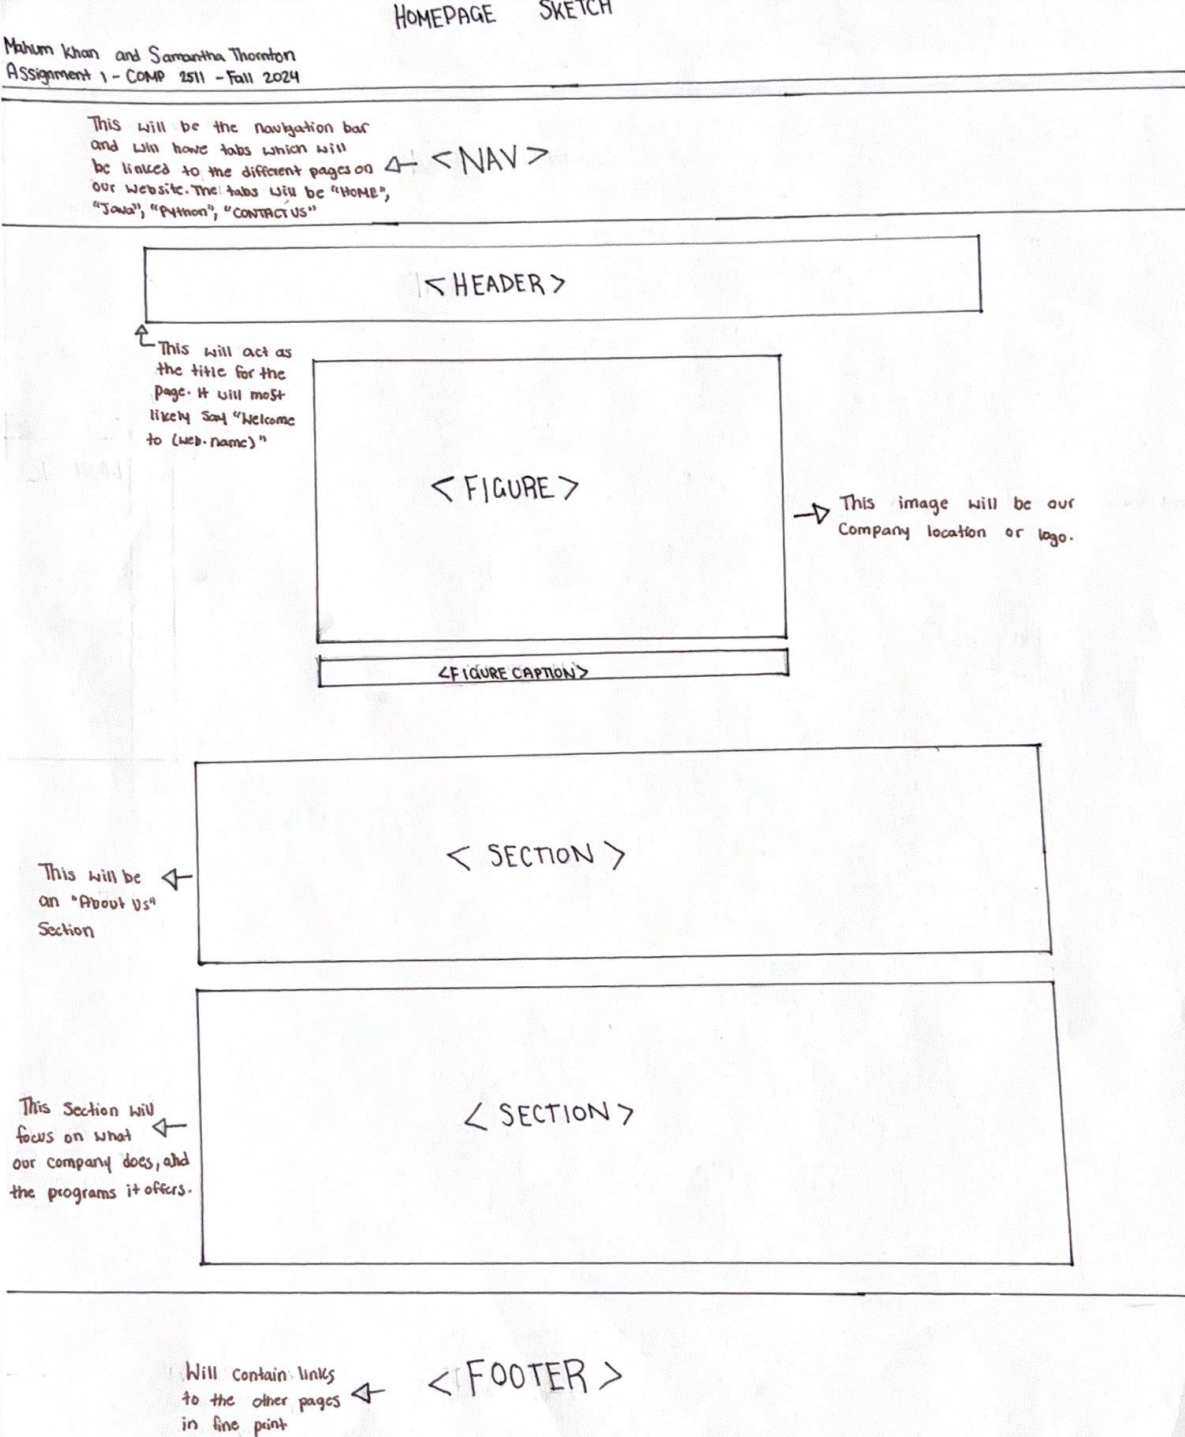 HOMEPAGE SKETCH
Mahum Khan and Samantha Thornton
Assignment 1 - COMP 2511 - Fall 2024
This will be the navigation bar
and will have tabs which will
be linked to the different pages on
our website. The tabs will be "HOME",
"Java", "Python", "CONTACT US"
<NAV>
<HEADER>
This will act as
the title for the
page. It will most
likely say "Welcome
to (web.name)"
<FIGURE>
This image will be our
Company location or logo.
<FIGURE CAPTION>
<SECTION>
This will be
an "About Us"
Section
<SECTION>
This Section will
focus on what
our company does, and
the programs it offers.
Will contain links
to the other pages
in fine print
<FOOTER>